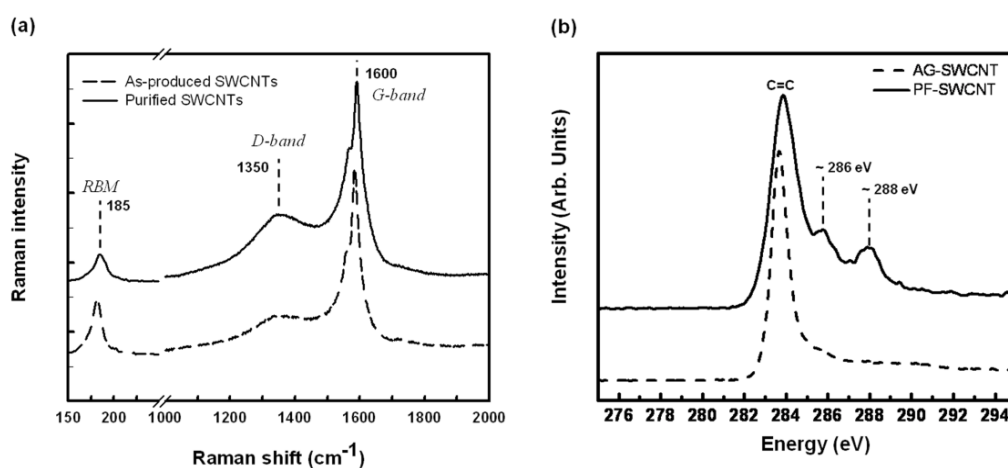 (a)
As-produced SWCNTs
Purified SWCNTs
1600
G-band
D-band
1350
RBM
185
Raman intensity
150 200 1000 1200 1400 1600 1800 2000
Raman shift (cm-1)
(b)
AG-SWCNT
PF-SWCNT
C=C
~ 286 eV
~ 288 eV
Intensity (Arb. Units)
276 278 280 282 284 286 288 290 292 294
Energy (eV)